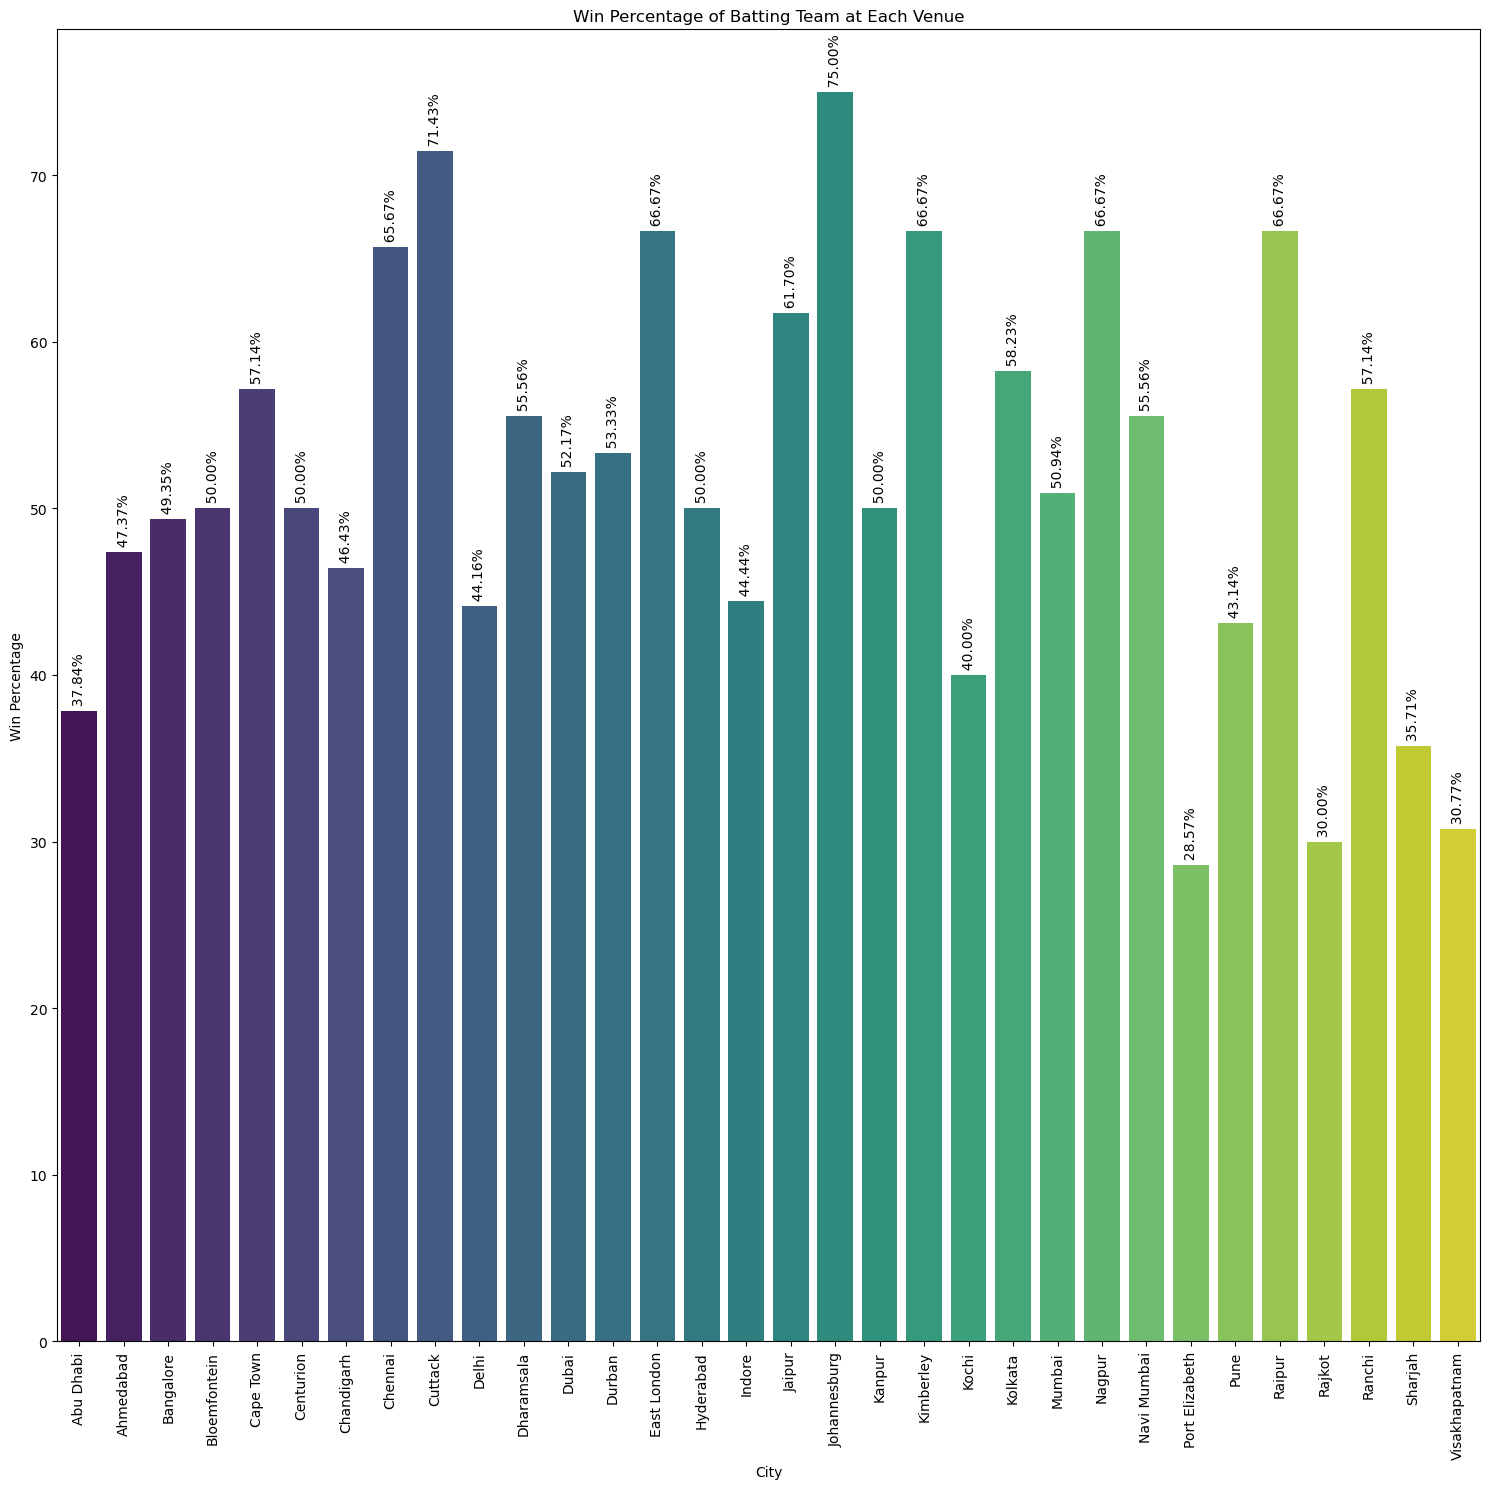 Win Percentage of Batting Team at Each Venue
Win Percentage
70
60
50
40
30
20
10
0
37.84%
47.37%
49.35%
50.00%
57.14%
50.00%
46.43%
65.67%
71.43%
44.16%
55.56%
52.17%
53.33%
66.67%
50.00%
44.44%
61.70%
75.00%
50.00%
66.67%
40.00%
58.23%
50.94%
66.67%
55.56%
28.57%
43.14%
66.67%
30.00%
57.14%
35.71%
30.77%
Abu Dhabi
Ahmedabad
Bangalore
Bloemfontein
Cape Town
Centurion
Chandigarh
Chennai
Cuttack
Delhi
Dharamsala
Dubai
Durban
East London
Hyderabad
Indore
Jaipur
Johannesburg
Kanpur
Kimberley
Kochi
Kolkata
Mumbai
Nagpur
Navi Mumbai
Port Elizabeth
Pune
Raipur
Rajkot
Ranchi
Sharjah
Visakhapatnam
City